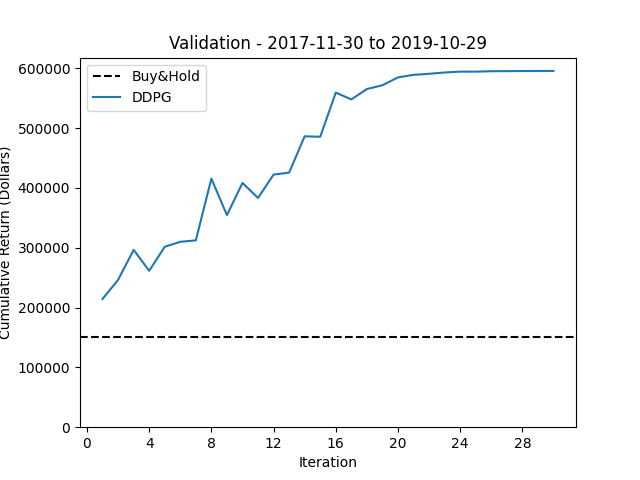 Validation - 2017-11-30 to 2019-10-29
Buy&Hold
DDPG
Cumulative Return (Dollars)
600000
500000
400000
300000
200000
100000
0
0 4 8 12 16 20 24 28
Iteration